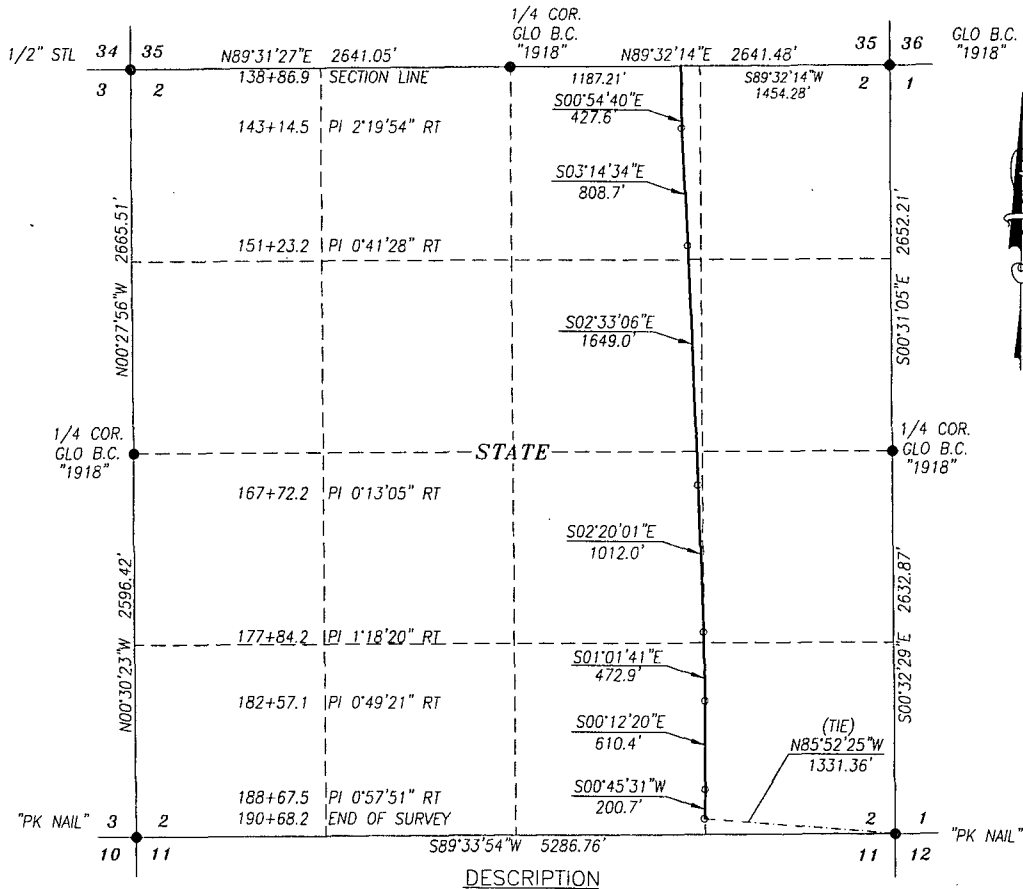 1/4 COR.
GLO B.C.
"1918"
GLO B.C.
"1918"
1/2" STL
34 35
N89°31'27"E 2641.05'
N89°32'14"E 2641.48'
35 36
3 2
138+86.9 SECTION LINE
1187.21'
S89°32'14"W
1454.28'
2 1
S00°54'40"E
427.6'
143+14.5 PI 2°19'54" RT
S03°14'34"E
808.7'
N00°27'56"W 2665.51'
S00°31'05"E 2652.21'
151+23.2 PI 0°41'28" RT
S02°33'06"E
1649.0'
1/4 COR.
GLO B.C.
"1918"
STATE
1/4 COR.
GLO B.C.
"1918"
167+72.2 PI 0°13'05" RT
S02°20'01"E
1012.0'
N00°30'23"W 2596.42'
S00°32'29"E 2632.87'
177+84.2 PI 1°18'20" RT
S01°01'41"E
472.9'
182+57.1 PI 0°49'21" RT
S00°12'20"E
610.4'
(TIE)
N85°52'25"W
1331.36'
188+67.5 PI 0°57'51" RT
S00°45'31"W
200.7'
190+68.2 END OF SURVEY
"PK NAIL" 3 2
2 1 "PK NAIL"
10 11
S89°33'54"W 5286.76'
11 12
DESCRIPTION